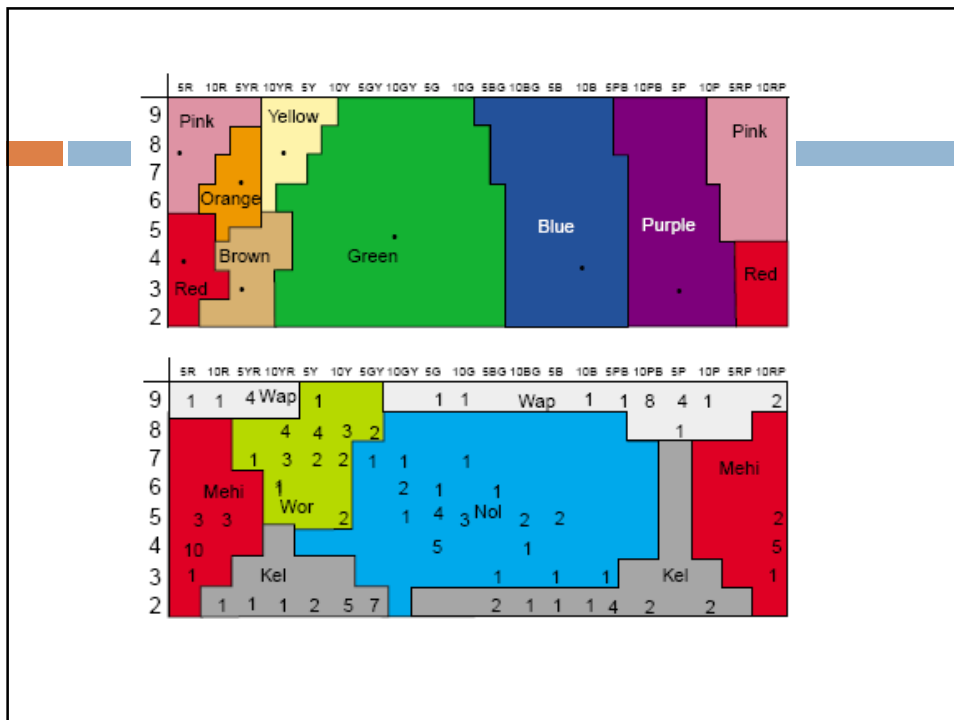 5R 10R 5YR 10YR 5Y 10Y 5GY 10GY 5G 10G 5BG 10BG 5B 10B 5PB 10PB 5P 10P 5RP 10RP
9 Yellow
Pink Pink
8
7
6 Orange
5 Blue Purple
4 Brown Green Red
3 Red
2
5R 10R 5YR 10YR 5Y 10Y 5GY 10GY 5G 10G 5BG 10BG 5B 10B 5PB 10PB 5P 10P 5RP 10RP
9 1 1 4 Wap 1 1 1 Wap 1 1 8 4 1 2
8 4 4 3 2 1
7 1 3 2 2 1 1 1 Mehi
6 Mehi 1 2 1 1
Wor Nol
5 3 3 2 1 4 3 2 2 2
4 10 5 1 5
3 1 Kel 1 1 1 Kel 1
2 1 1 1 2 5 7 2 1 1 1 4 2 2